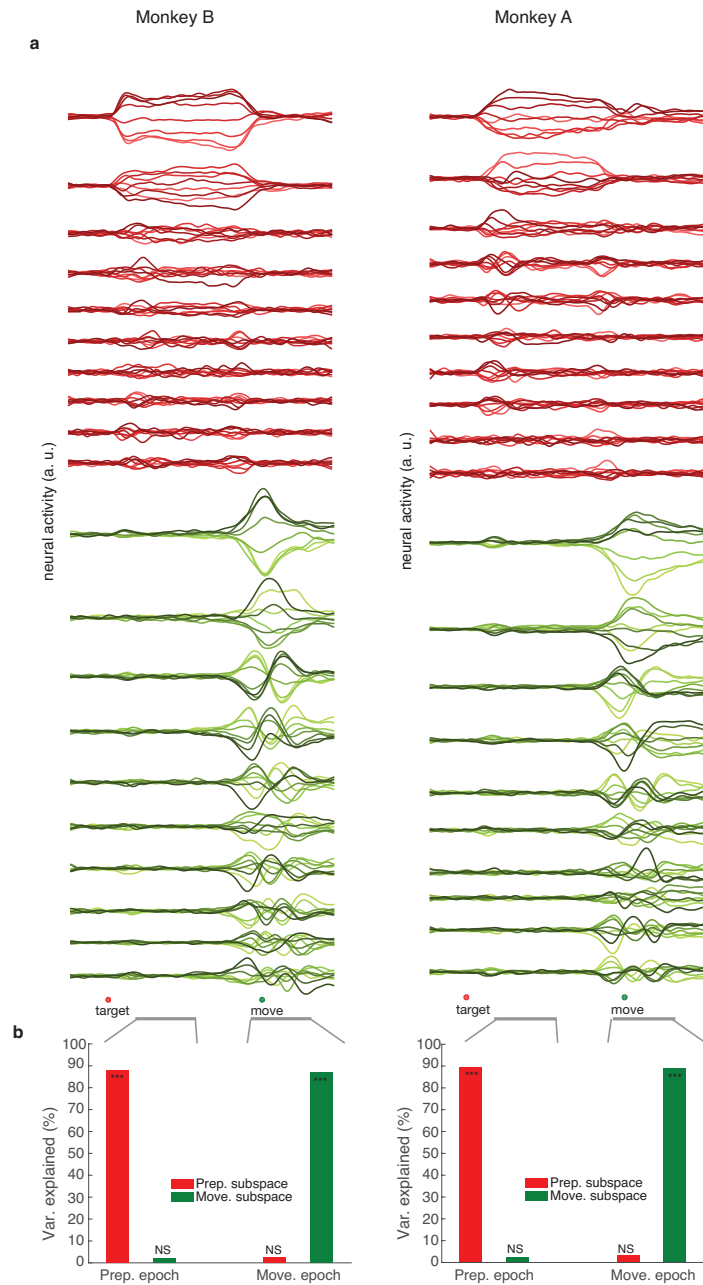 Monkey B
Monkey A
a
neural activity (a. u.)
neural activity (a. u.)
target
move
target
move
b
100
90
80
70
60
50
40
30
20
10
0
Var. explained (%)
***
NS
NS
***
Prep. subspace
Move. subspace
Prep. epoch
Move. epoch
100
90
80
70
60
50
40
30
20
10
0
Var. explained (%)
***
NS
NS
***
Prep. subspace
Move. subspace
Prep. epoch
Move. epoch